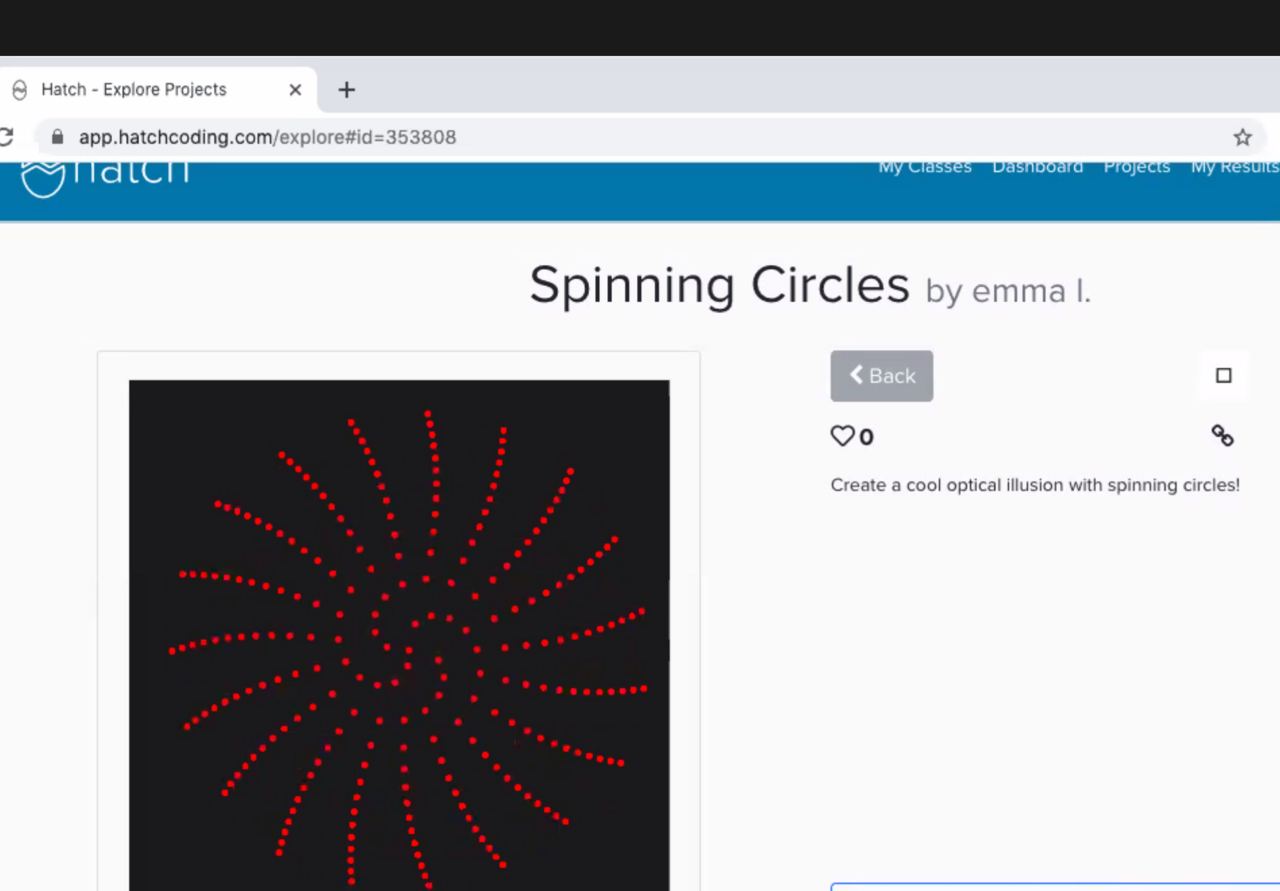 Hatch - Explore Projects
app.hatchcoding.com/explore#id=353808
hatch
My Classes Dashboard Projects My Results
Spinning Circles by emma l.
Back
0
Create a cool optical illusion with spinning circles!